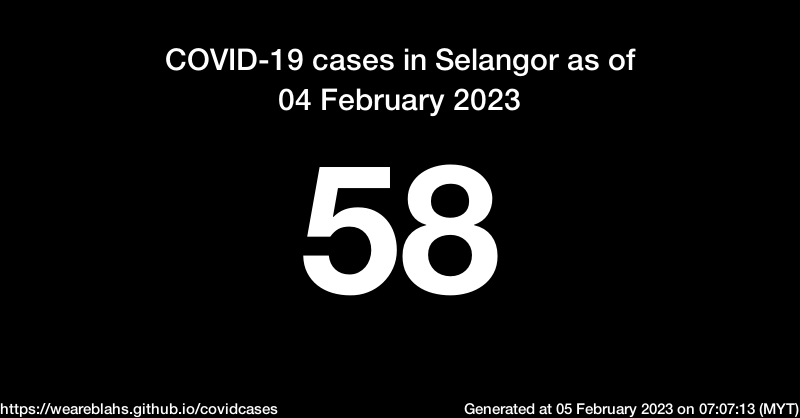 COVID-19 cases in Selangor as of
04 February 2023
58
https://weareblahs.github.io/covidcases
Generated at 05 February 2023 on 07:07:13 (MYT)